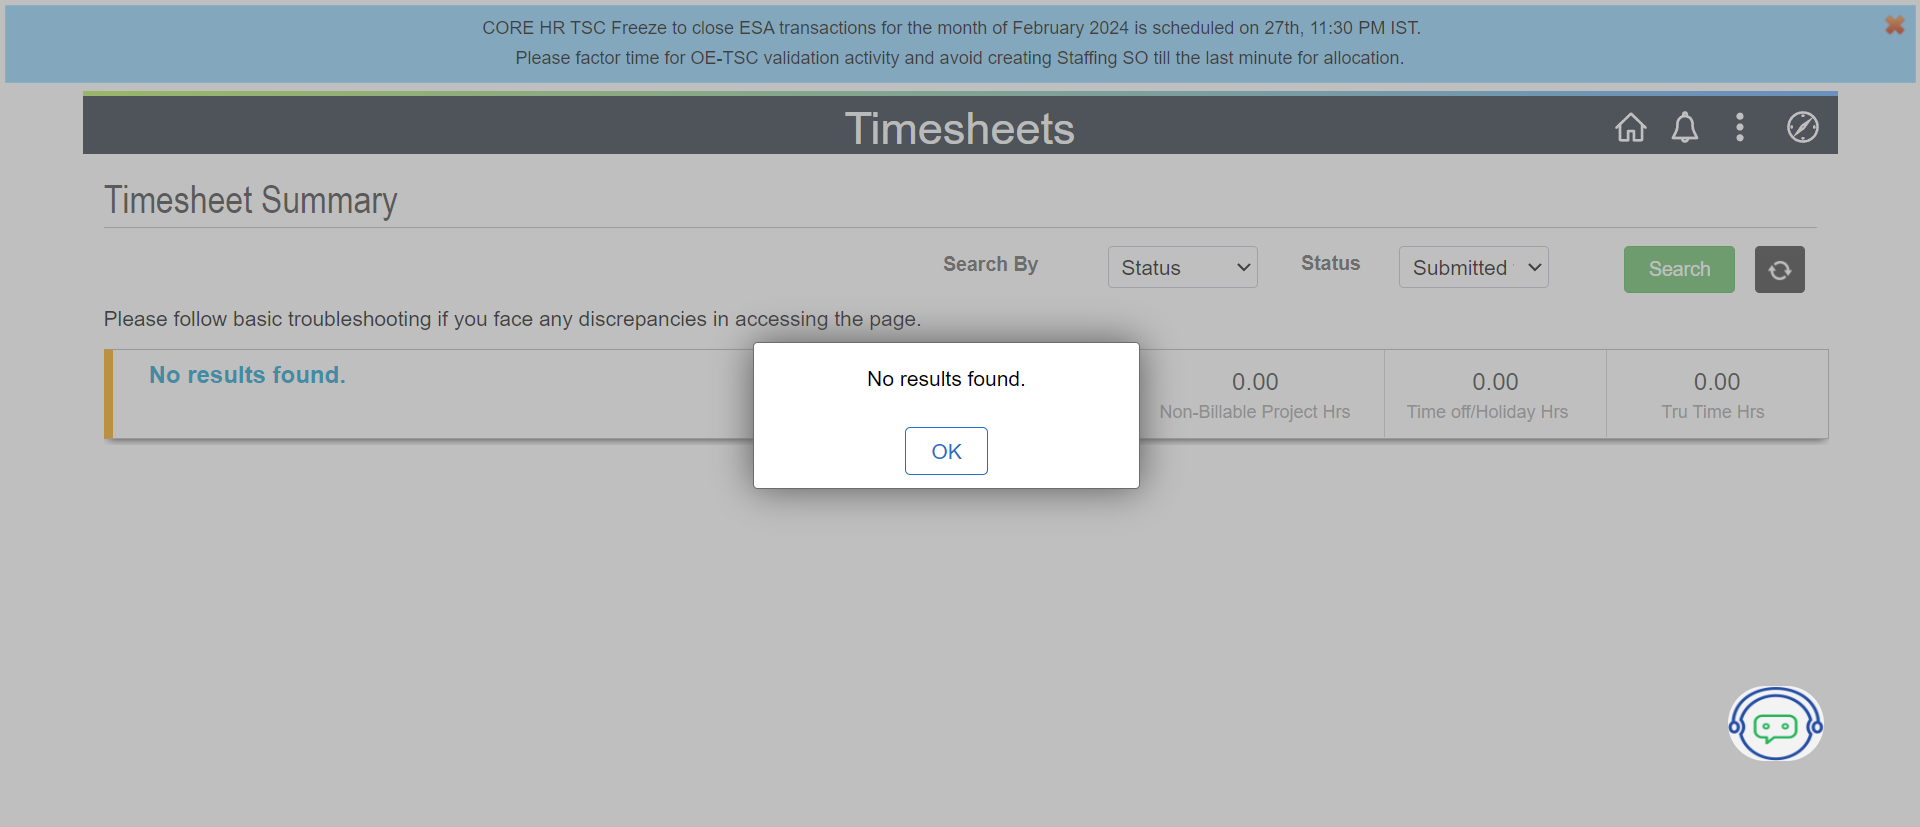 CORE HR TSC Freeze to close ESA transactions for the month of February 2024 is scheduled on 27th, 11:30 PM IST.
Please factor time for OE-TSC validation activity and avoid creating Staffing SO till the last minute for allocation.
Timesheets
Timesheet Summary
Search By
Status
Status
Submitted
Search
Please follow basic troubleshooting if you face any discrepancies in accessing the page.
No results found.
No results found.
OK
0.00
Non-Billable Project Hrs
0.00
Time off/Holiday Hrs
0.00
Tru Time Hrs